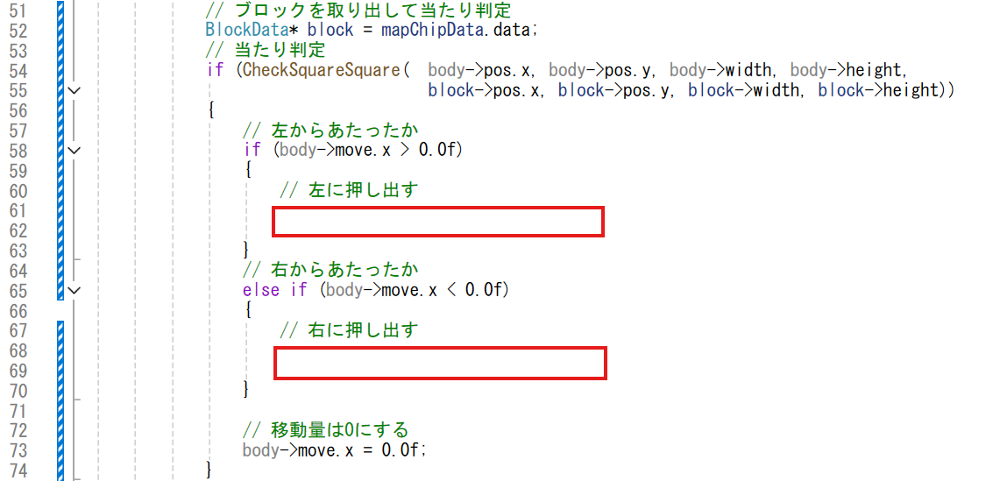 51 // ブロックを取り出して当たり判定
52 BlockData* block = mapChipData.data;
53 // 当たり判定
54 if (CheckSquareSquare( body->pos.x, body->pos.y, body->width, body->height,
55 block->pos.x, block->pos.y, block->width, block->height))
56 {
57 // 左からあたったか
58 if (body->move.x > 0.0f)
59 {
60 // 左に押し出す
61
62
63 }
64 // 右からあたったか
65 else if (body->move.x < 0.0f)
66 {
67 // 右に押し出す
68
69
70 }
71
72 // 移動量は0にする
73 body->move.x = 0.0f;
74 }